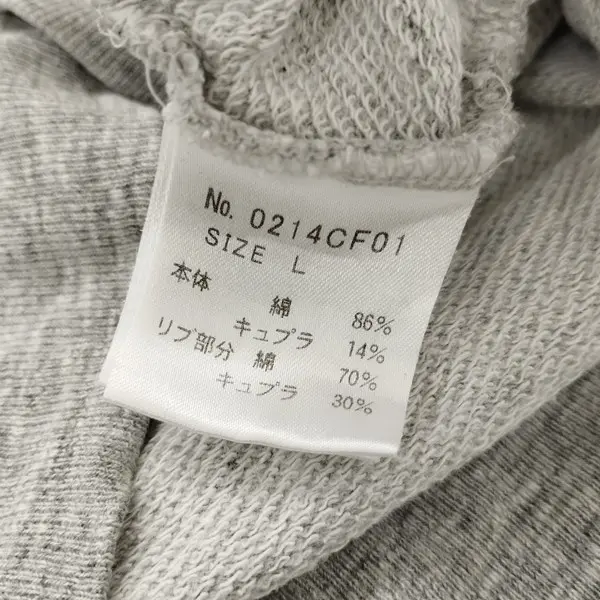 No. 0214CF01
SIZE L
本体 綿 86%
キュプラ 14%
リブ部分 綿 70%
キュプラ 30%